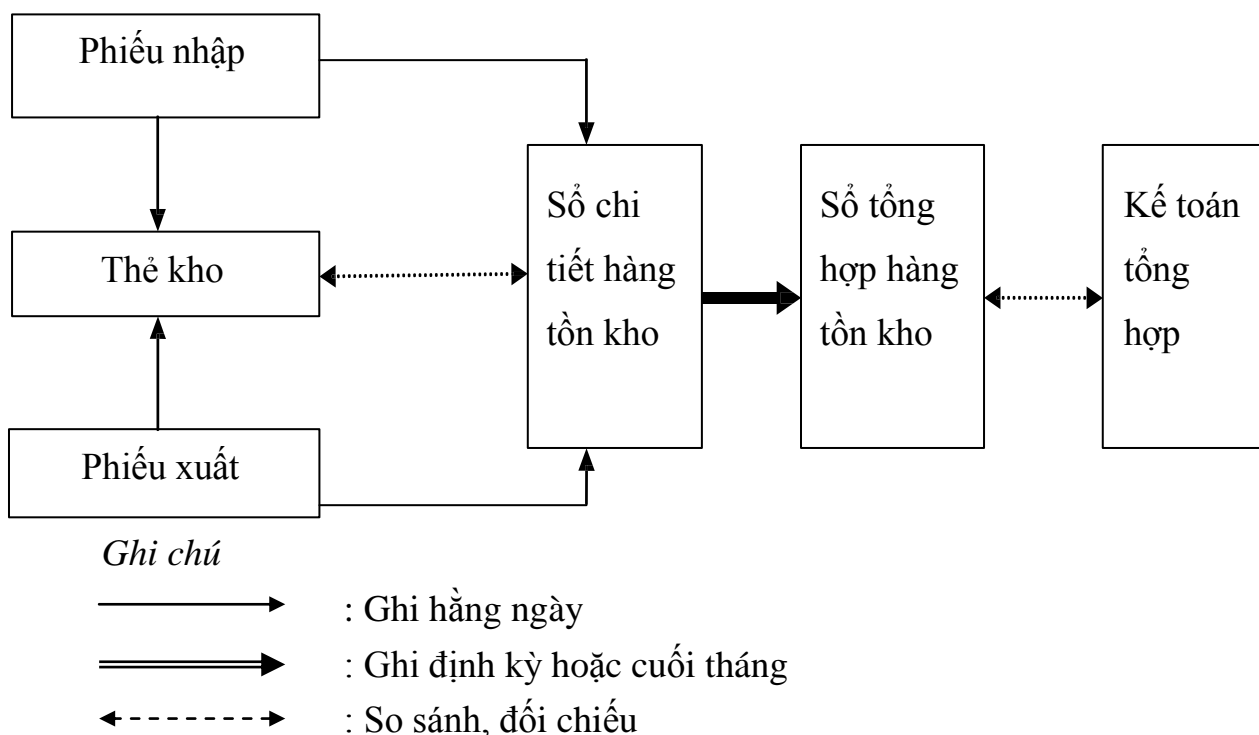 Phiếu nhập
Thẻ kho
Phiếu xuất
Sổ chi
tiết hàng
tồn kho
Sổ tổng
hợp hàng
tồn kho
Kế toán
tổng
hợp
Ghi chú
: Ghi hằng ngày
: Ghi định kỳ hoặc cuối tháng
: So sánh, đối chiếu